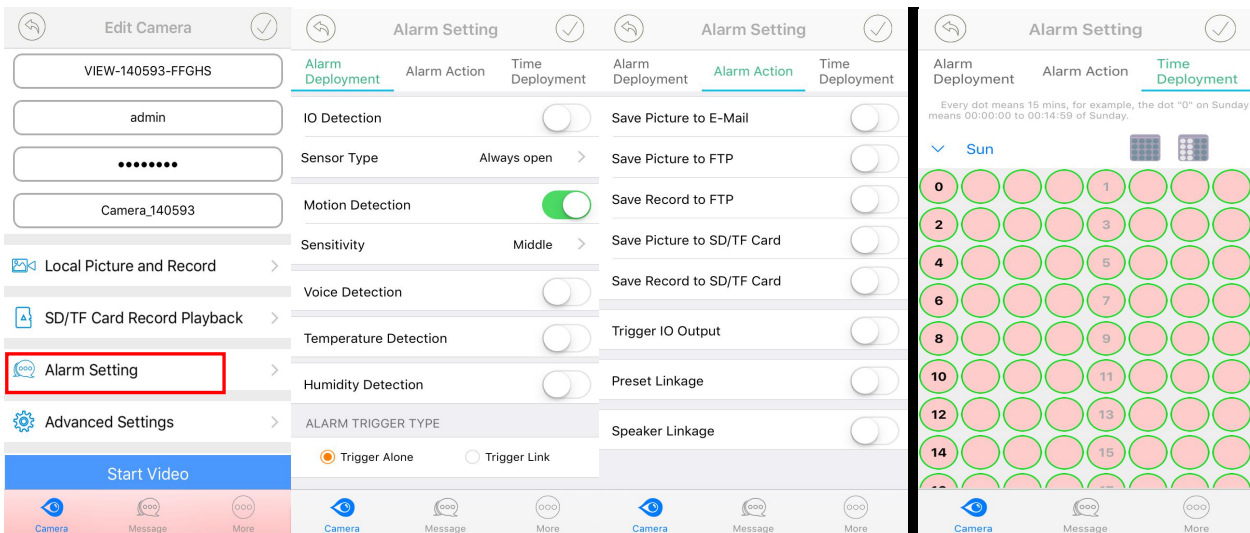 Edit Camera
VIEW-140593-FFGHS
admin
••••••••
Camera_140593
Local Picture and Record
SD/TF Card Record Playback
Alarm Setting
Advanced Settings
Start Video
Camera
Message
More
Alarm Setting
Alarm Deployment
Alarm Action
Time Deployment
IO Detection
Sensor Type Always open
Motion Detection
Sensitivity Middle
Voice Detection
Temperature Detection
Humidity Detection
ALARM TRIGGER TYPE
Trigger Alone Trigger Link
Camera
Message
More
Alarm Setting
Alarm Deployment
Alarm Action
Time Deployment
Save Picture to E-Mail
Save Picture to FTP
Save Record to FTP
Save Picture to SD/TF Card
Save Record to SD/TF Card
Trigger IO Output
Preset Linkage
Speaker Linkage
Camera
Message
More
Alarm Setting
Alarm Deployment
Alarm Action
Time Deployment
Every dot means 15 mins, for example, the dot "0" on Sunday
means 00:00:00 to 00:14:59 of Sunday.
Sun
0 1
2 3
4 5
6 7
8 9
10 11
12 13
14 15
Camera
Message
More